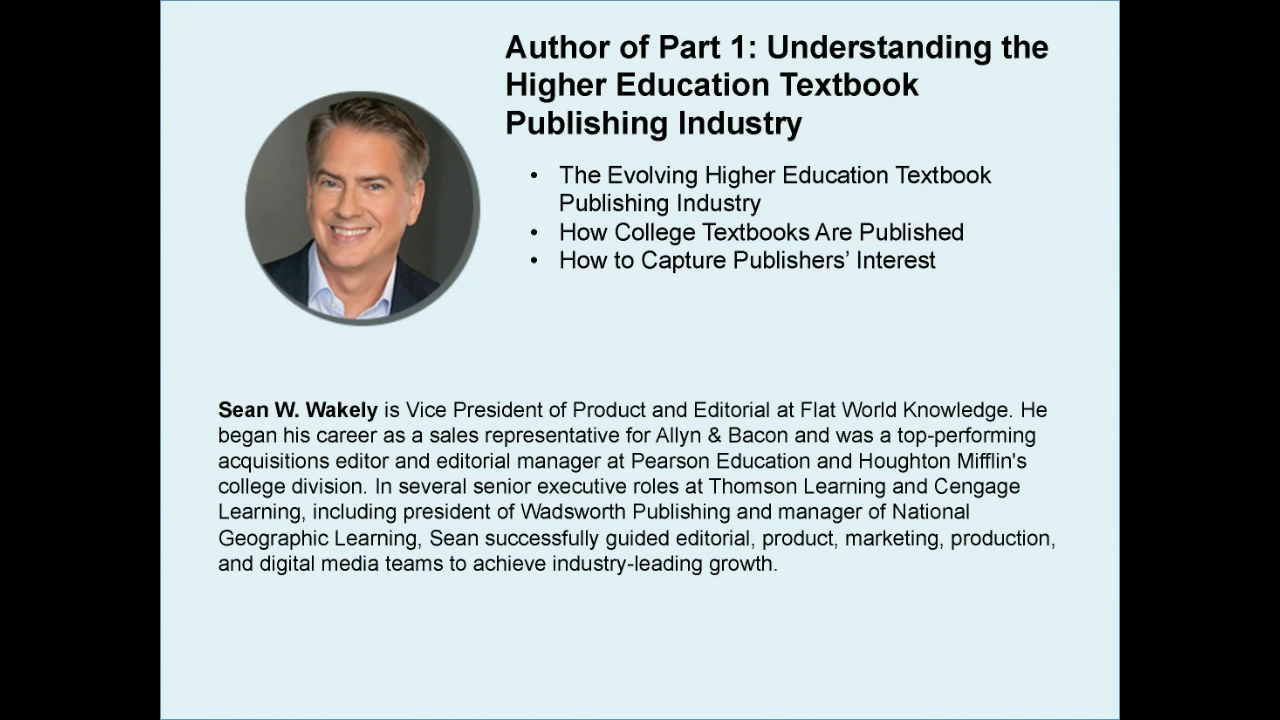 Author of Part 1: Understanding the
Higher Education Textbook
Publishing Industry
• The Evolving Higher Education Textbook
Publishing Industry
• How College Textbooks Are Published
• How to Capture Publishers’ Interest
Sean W. Wakely is Vice President of Product and Editorial at Flat World Knowledge. He
began his career as a sales representative for Allyn & Bacon and was a top-performing
acquisitions editor and editorial manager at Pearson Education and Houghton Mifflin's
college division. In several senior executive roles at Thomson Learning and Cengage
Learning, including president of Wadsworth Publishing and manager of National
Geographic Learning, Sean successfully guided editorial, product, marketing, production,
and digital media teams to achieve industry-leading growth.